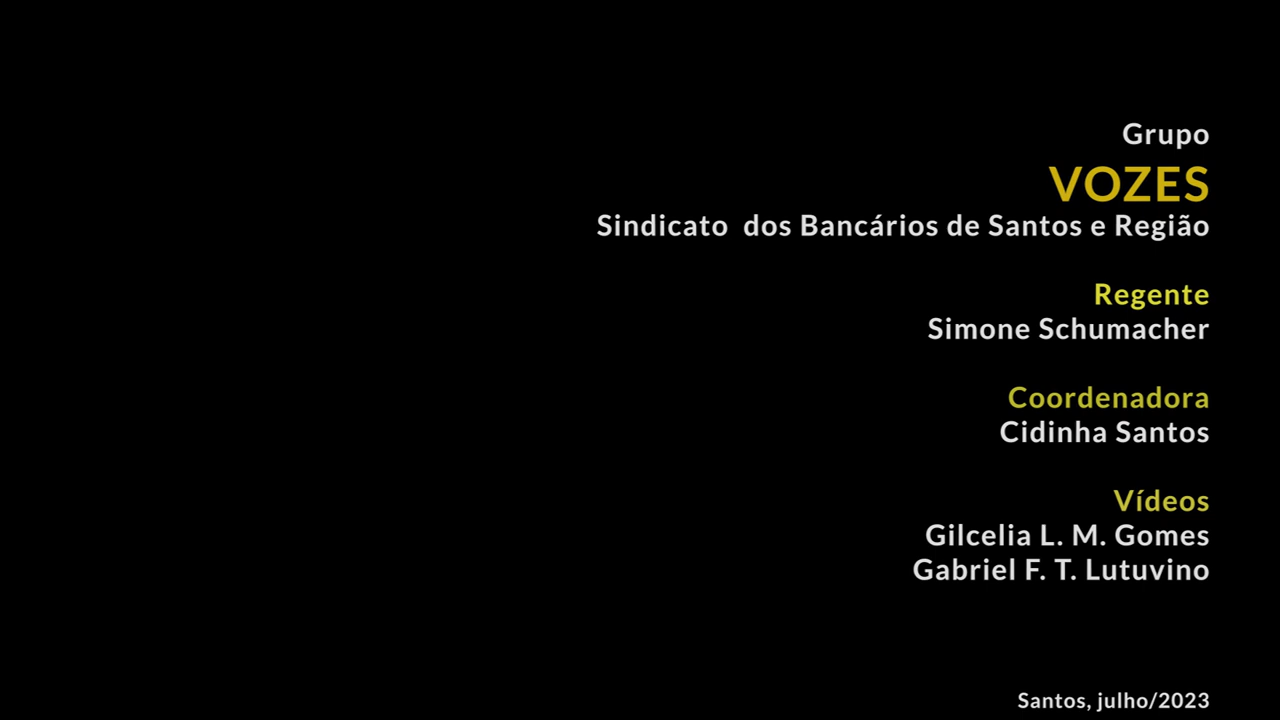 Grupo
VOZES
Sindicato dos Bancários de Santos e Região
Regente
Simone Schumacher
Coordenadora
Cidinha Santos
Vídeos
Gilcelia L. M. Gomes
Gabriel F. T. Lutuvino
Santos, julho/2023